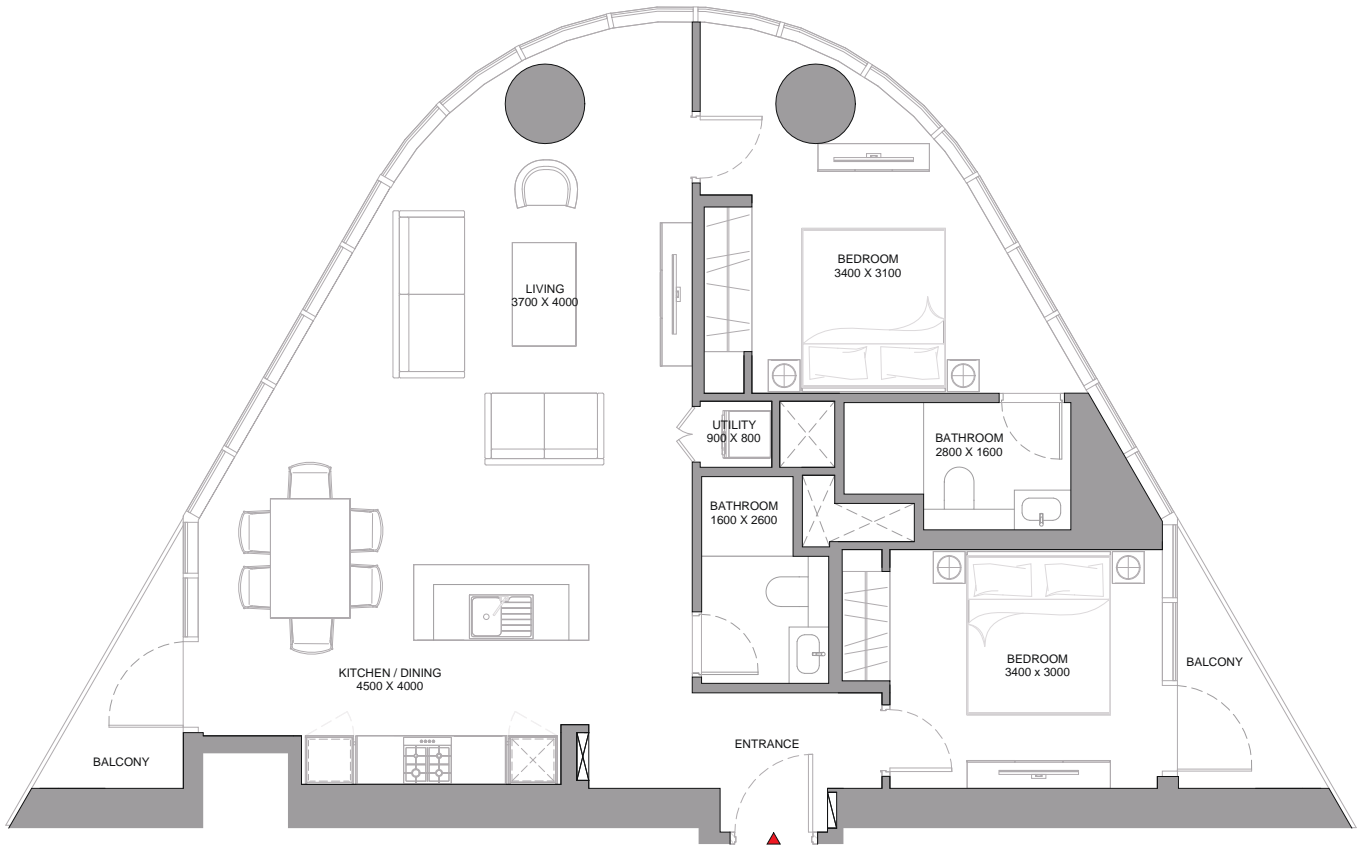 BEDROOM
3400 X 3100
LIVING
3700 X 4000
UTILITY
900 X 800
BATHROOM
2800 X 1600
BATHROOM
1600 X 2600
BEDROOM
3400 x 3000
BALCONY
KITCHEN / DINING
4500 X 4000
ENTRANCE
BALCONY